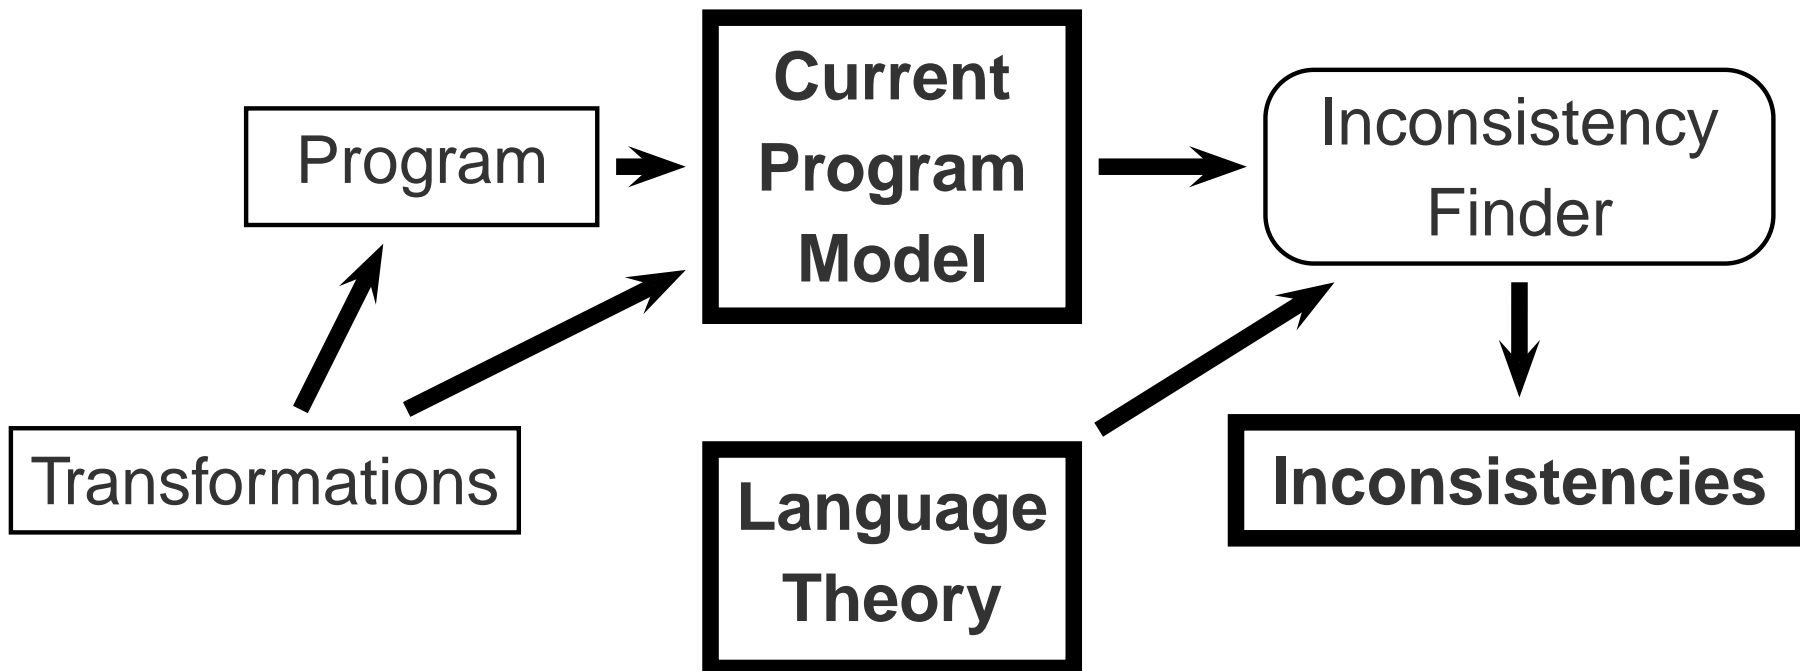 Program
Current
Program
Model
Inconsistency
Finder
Transformations
Language
Theory
Inconsistencies